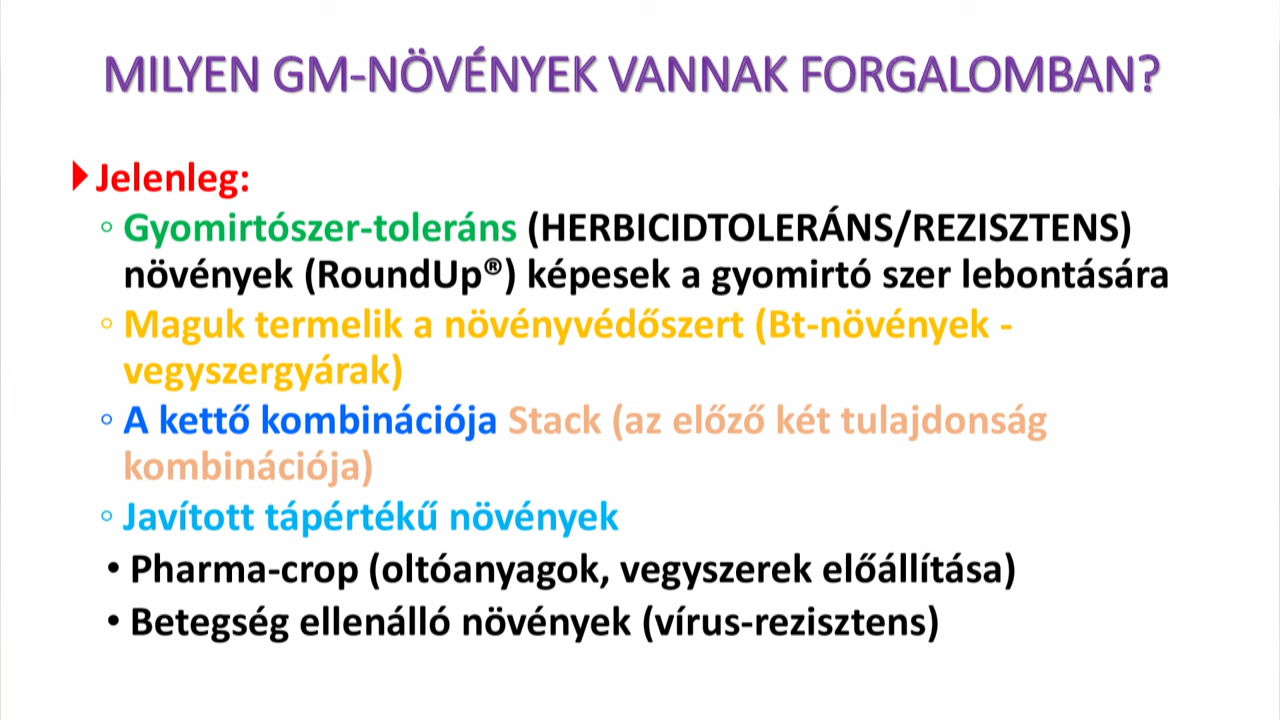 MILYEN GM-NÖVÉNYEK VANNAK FORGALOMBAN?
Jelenleg:
◦ Gyomirtószer-toleráns (HERBICIDTOLERÁNS/REZISZTENS)
növények (RoundUp®) képesek a gyomirtó szer lebontására
◦ Maguk termelik a növényvédőszert (Bt-növények -
vegyszergyárak)
◦ A kettő kombinációja Stack (az előző két tulajdonság
kombinációja)
◦ Javított tápértékű növények
• Pharma-crop (oltóanyagok, vegyszerek előállítása)
• Betegség ellenálló növények (vírus-rezisztens)